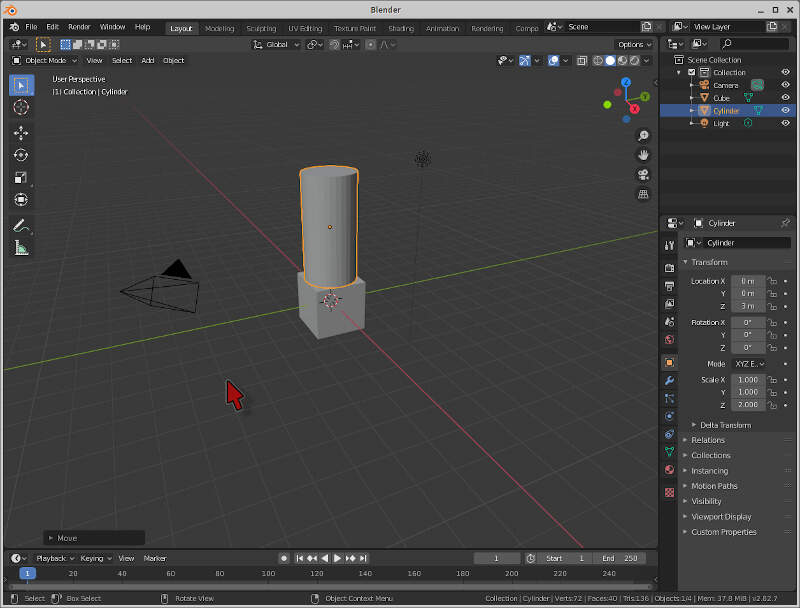 Blender
File Edit Render Window Help Layout Modeling Sculpting UV Editing Texture Paint Shading Animation Rendering Compo Scene View Layer
Global Options
Object Mode View Select Add Object
User Perspective
(1) Collection | Cylinder
Z
Y
X
Scene Collection
Collection
Camera
Cube
Cylinder
Light
Cylinder
Cylinder
Transform
Location X 0 m
Y 0 m
Z 3 m
Rotation X 0°
Y 0°
Z 0°
Mode XYZ E..
Scale X 1.000
Y 1.000
Z 2.000
Delta Transform
Relations
Collections
Instancing
Motion Paths
Visibility
Viewport Display
Custom Properties
Move
Playback Keying View Marker 1 Start 1 End 250
1 20 40 60 80 100 120 140 160 180 200 220 240
Select Box Select Rotate View Object Context Menu Collection | Cylinder | Verts:72 | Faces:40 | Tris:136 | Objects:1/4 | Mem: 37.8 MiB | v2.82.7